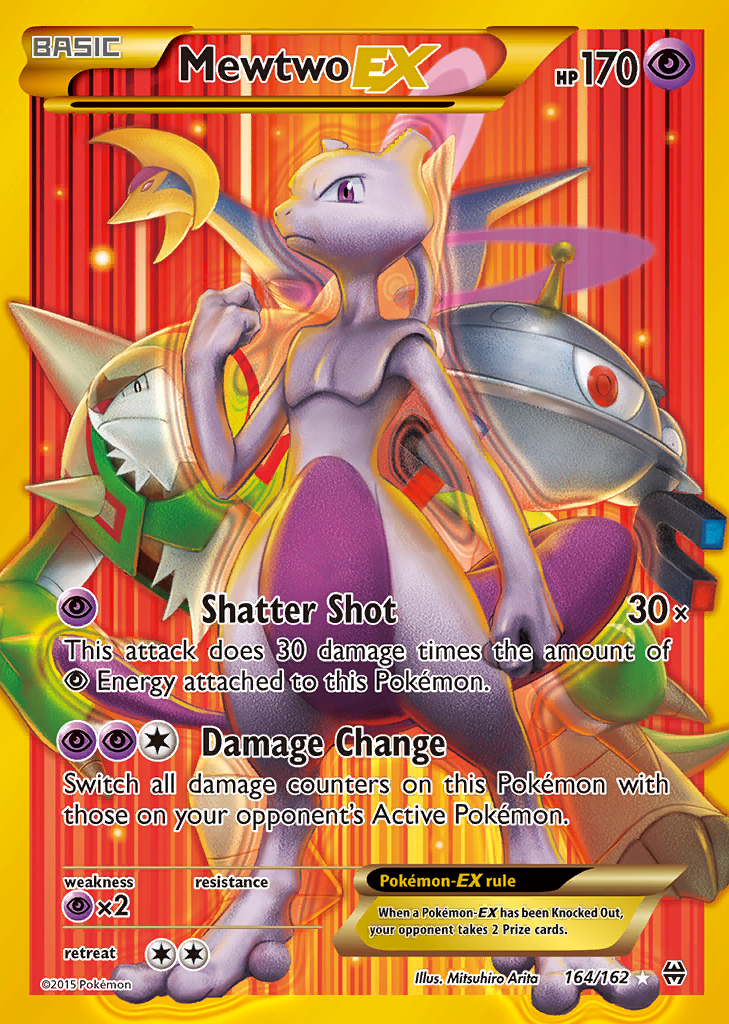 BASIC
Mewtwo EX
HP 170
Shatter Shot 30×
This attack does 30 damage times the amount of
Energy attached to this Pokémon.
Damage Change
Switch all damage counters on this Pokémon with
those on your opponent's Active Pokémon.
weakness resistance
×2
Pokémon-EX rule
When a Pokémon-EX has been Knocked Out,
your opponent takes 2 Prize cards.
retreat
©2015 Pokémon
Illus. Mitsuhiro Arita 164/162